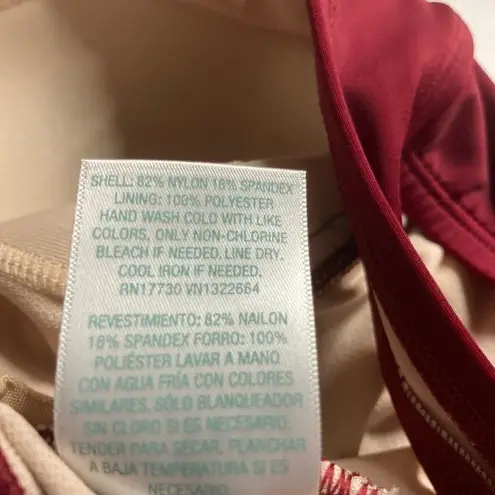 SHELL: 82% NYLON 18% SPANDEX
LINING: 100% POLYESTER
HAND WASH COLD WITH LIKE
COLORS. ONLY NON-CHLORINE
BLEACH IF NEEDED. LINE DRY.
COOL IRON IF NEEDED.
RN17730 VN1322664
REVESTIMIENTO: 82% NAILON
18% SPANDEX FORRO: 100%
POLIÉSTER LAVAR A MANO
CON AGUA FRÍA CON COLORES
SIMILARES. SÓLO BLANQUEADOR
SIN CLORO SI ES NECESARIO.
TENDER PARA SECAR. PLANCHAR
A BAJA TEMPERATURA SI ES
NECESARIO